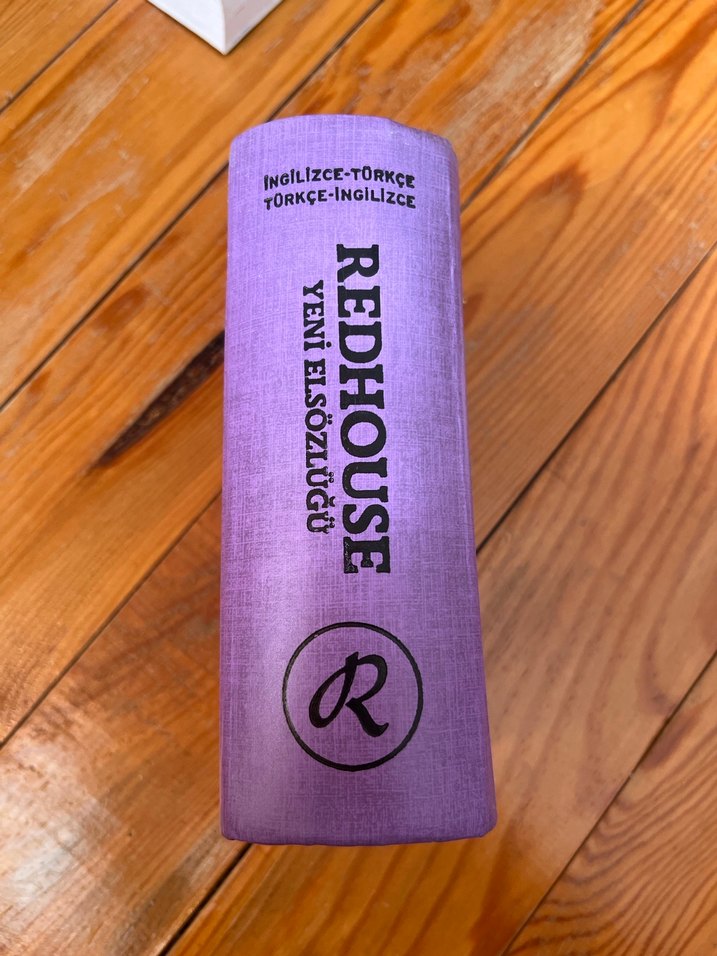 İNGİLİZCE-TÜRKÇE
TÜRKÇE-İNGİLİZCE
REDHOUSE
YENİ ELSÖZLÜĞÜ
R